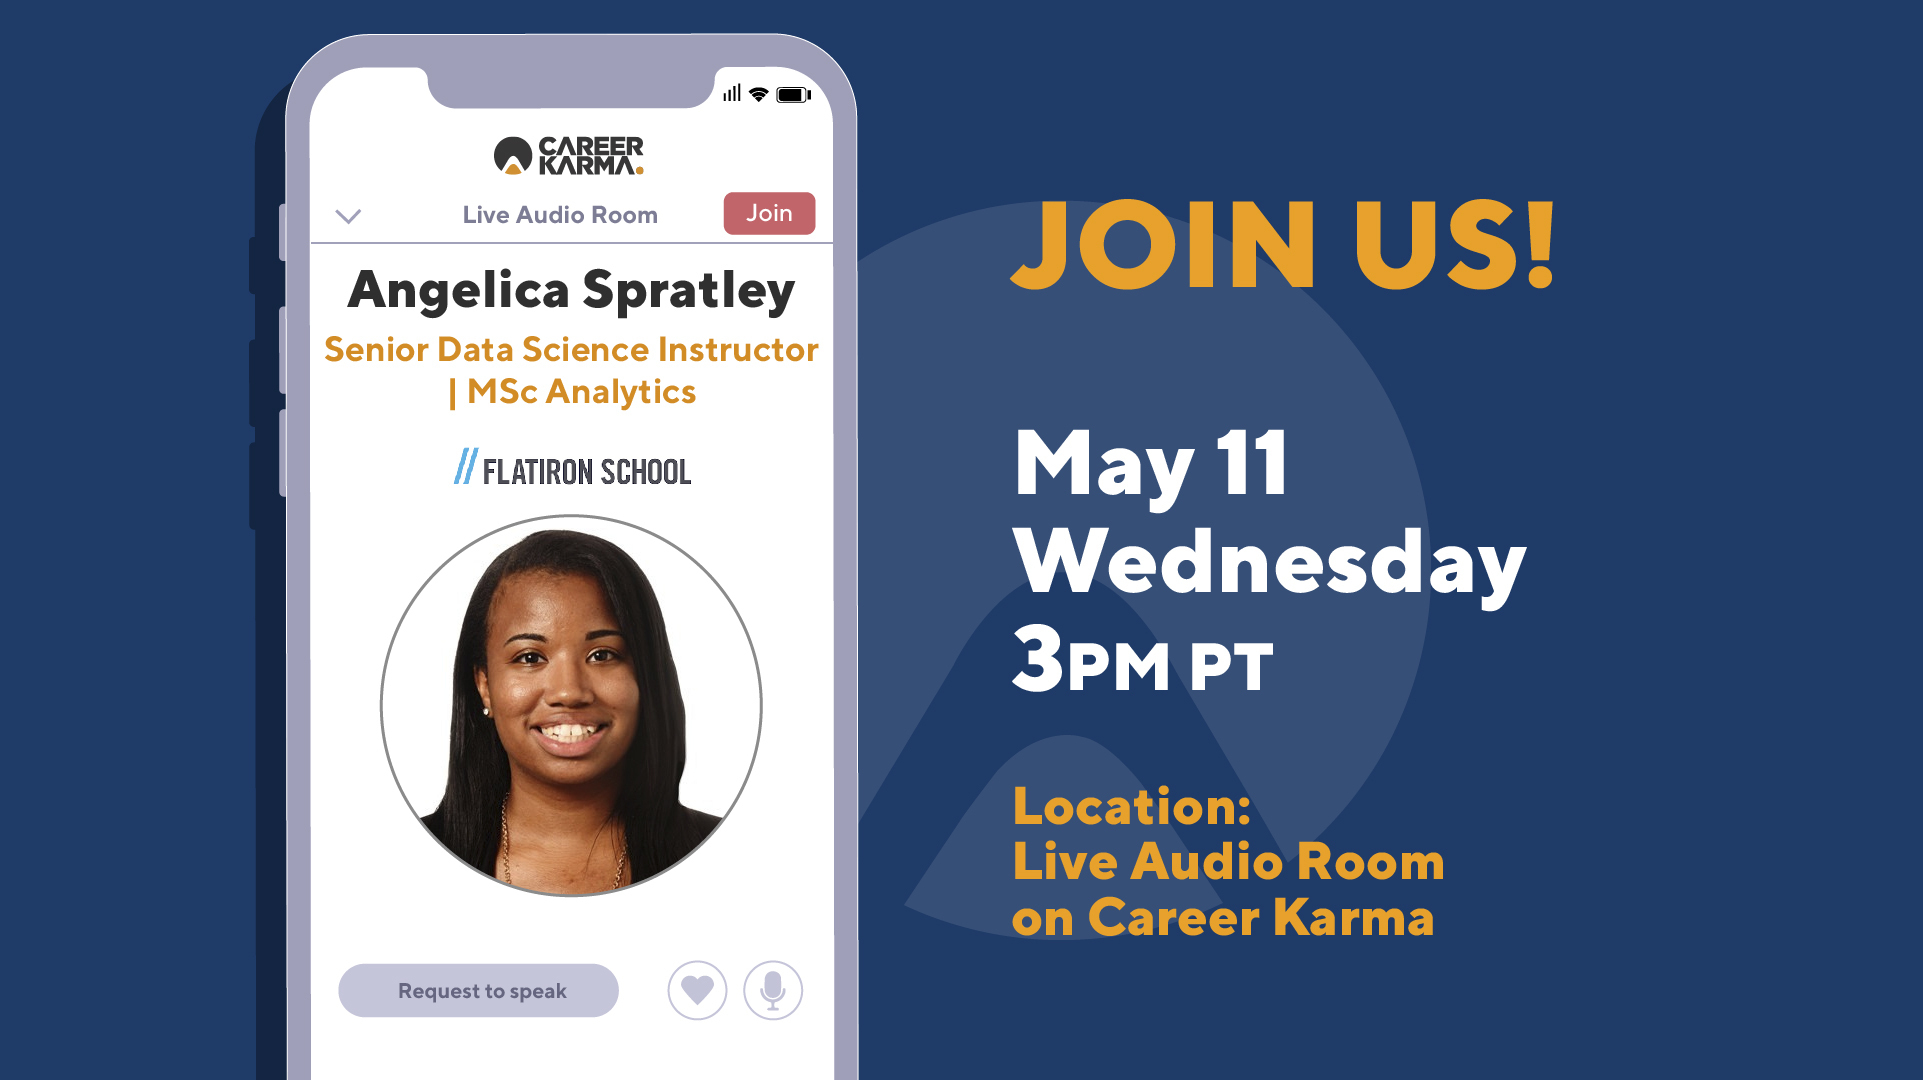 CAREER
KARMA.
Live Audio Room
Join
Angelica Spratley
Senior Data Science Instructor
| MSc Analytics
// FLATIRON SCHOOL
Request to speak
JOIN US!
May 11
Wednesday
3PM PT
Location:
Live Audio Room
on Career Karma